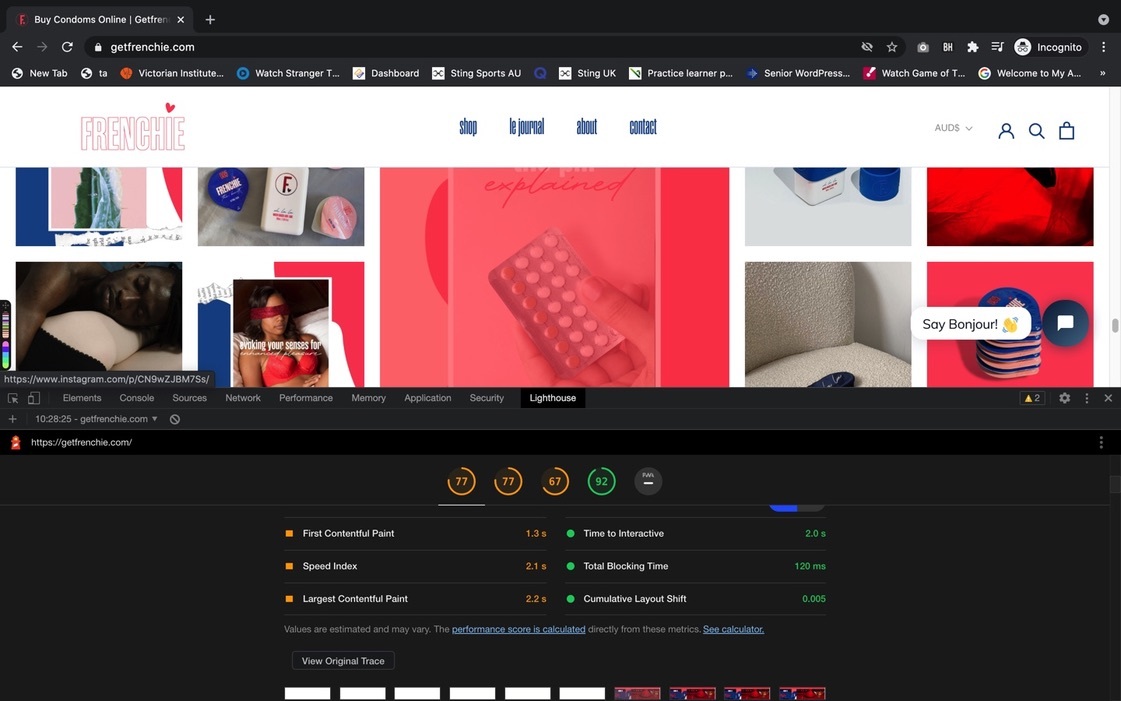 Buy Condoms Online | Getfren
getfrenchie.com
Incognito
New Tab
ta
Victorian Institute...
Watch Stranger T...
Dashboard
Sting Sports AU
Sting UK
Practice learner p...
Senior WordPress...
Watch Game of T...
Welcome to My A...
»
FRENCHIE
shop
le journal
about
contact
AUD$
explained
FRENCHIE
F.
evoking your senses for
enhanced pleasure
Say Bonjour! 👋
https://www.instagram.com/p/CN9wZJBM7Ss/
Elements
Console
Sources
Network
Performance
Memory
Application
Security
Lighthouse
2
10:28:25 - getfrenchie.com
https://getfrenchie.com/
77
77
67
92
PWA
First Contentful Paint 1.3 s
Time to Interactive 2.0 s
Speed Index 2.1 s
Total Blocking Time 120 ms
Largest Contentful Paint 2.2 s
Cumulative Layout Shift 0.005
Values are estimated and may vary. The performance score is calculated directly from these metrics. See calculator.
View Original Trace